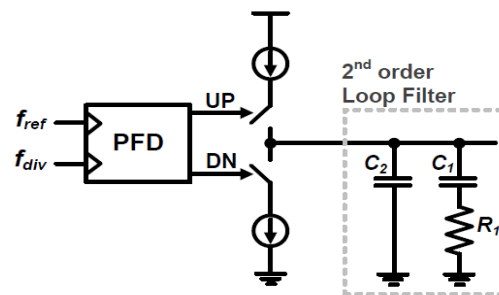 2nd order
Loop Filter
UP
fref
PFD
fdiv
DN
C2
C1
R1